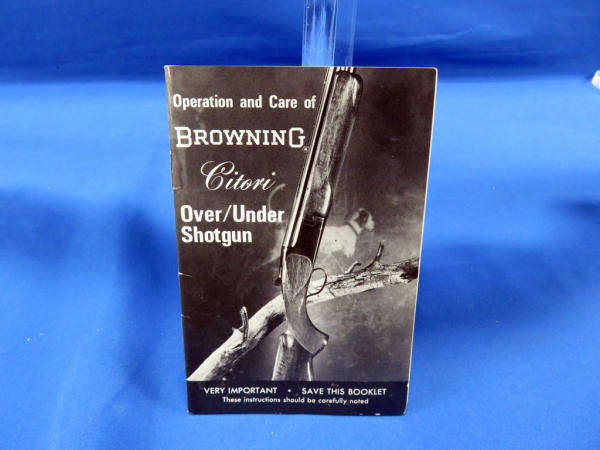 Operation and Care of
BROWNING®
Citori
Over/Under
Shotgun
VERY IMPORTANT • SAVE THIS BOOKLET
These instructions should be carefully noted